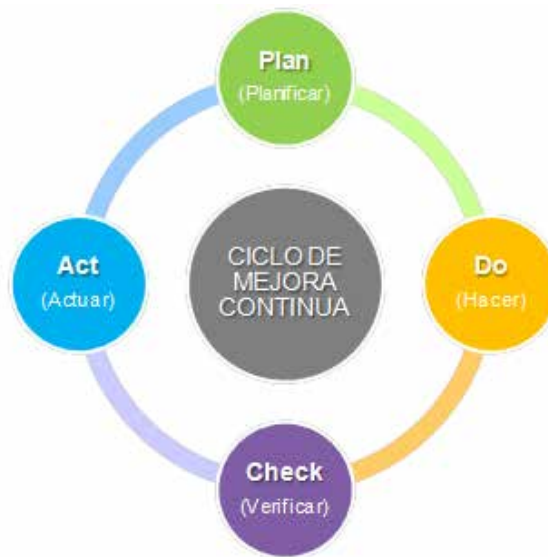 Plan
(Planificar)
CICLO DE
MEJORA
CONTINUA
Act
(Actuar)
Do
(Hacer)
Check
(Verificar)